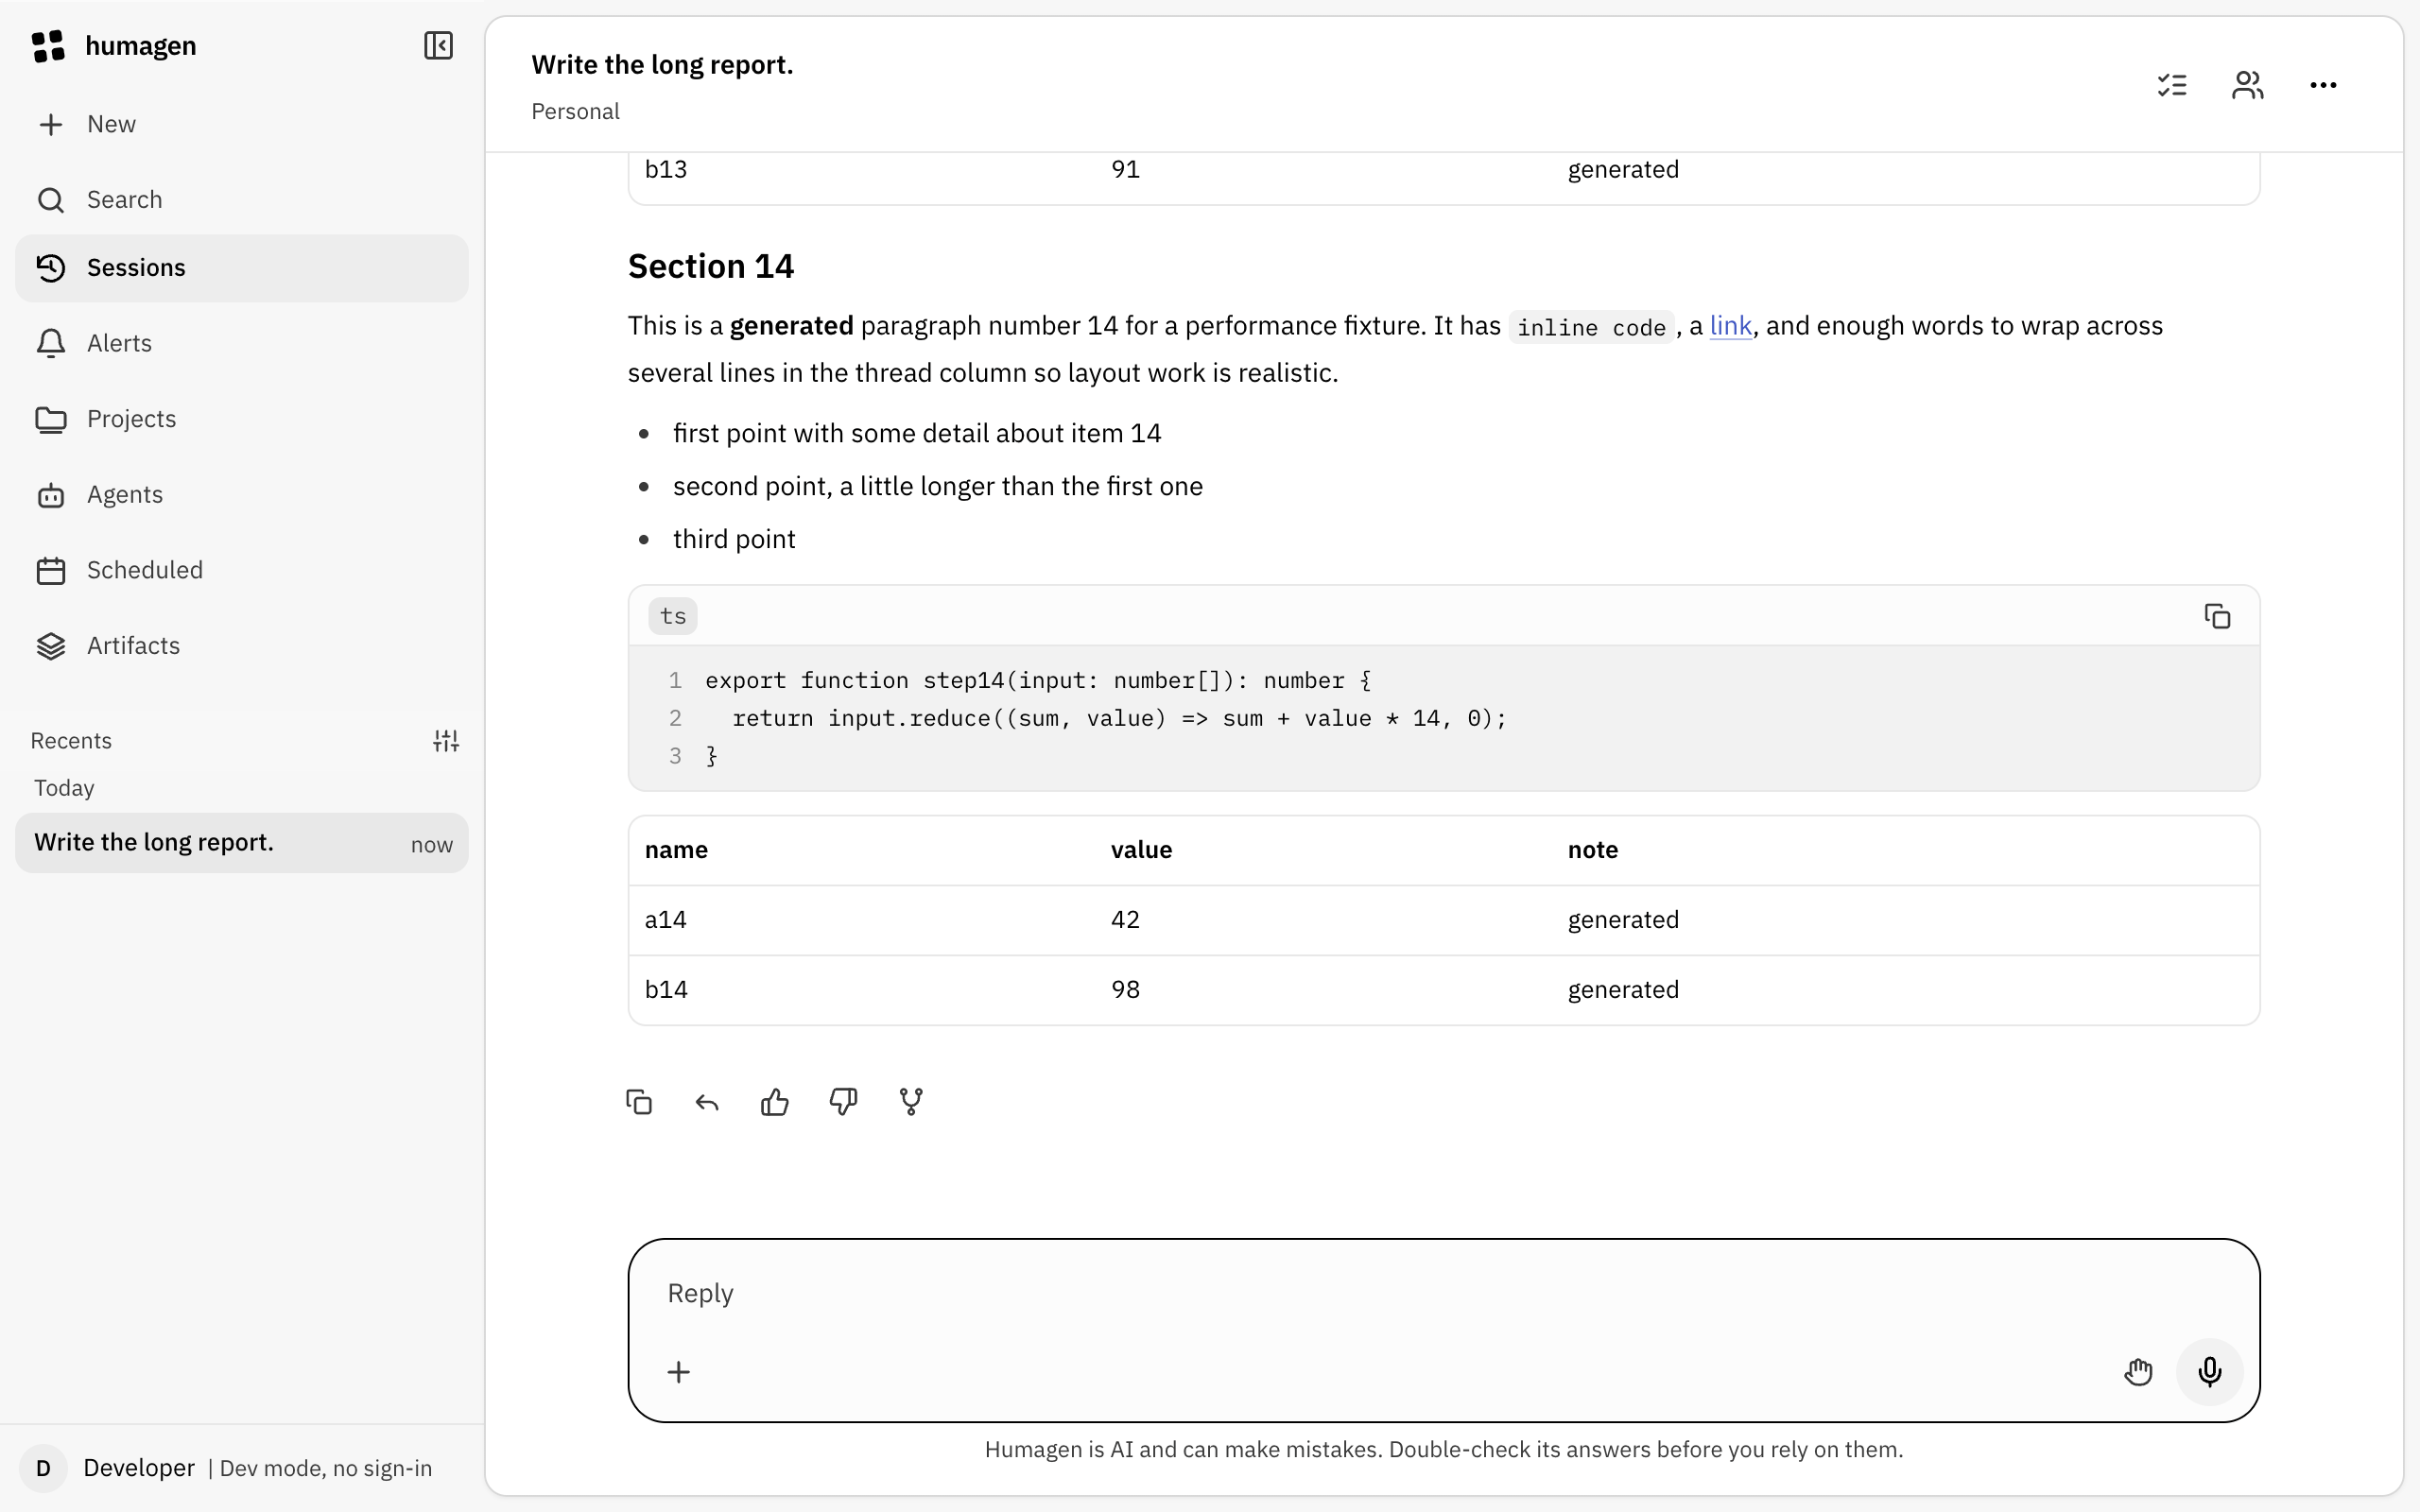 humagen
New
Search
Sessions
Alerts
Projects
Agents
Scheduled
Artifacts
Recents
Today
Write the long report. now
D Developer | Dev mode, no sign-in
Write the long report.
Personal
b13 91 generated
Section 14
This is a generated paragraph number 14 for a performance fixture. It has inline code, a link, and enough words to wrap across
several lines in the thread column so layout work is realistic.
• first point with some detail about item 14
• second point, a little longer than the first one
• third point
ts
1 export function step14(input: number[]): number {
2   return input.reduce((sum, value) => sum + value * 14, 0);
3 }
name value note
a14 42 generated
b14 98 generated
Reply
Humagen is AI and can make mistakes. Double-check its answers before you rely on them.